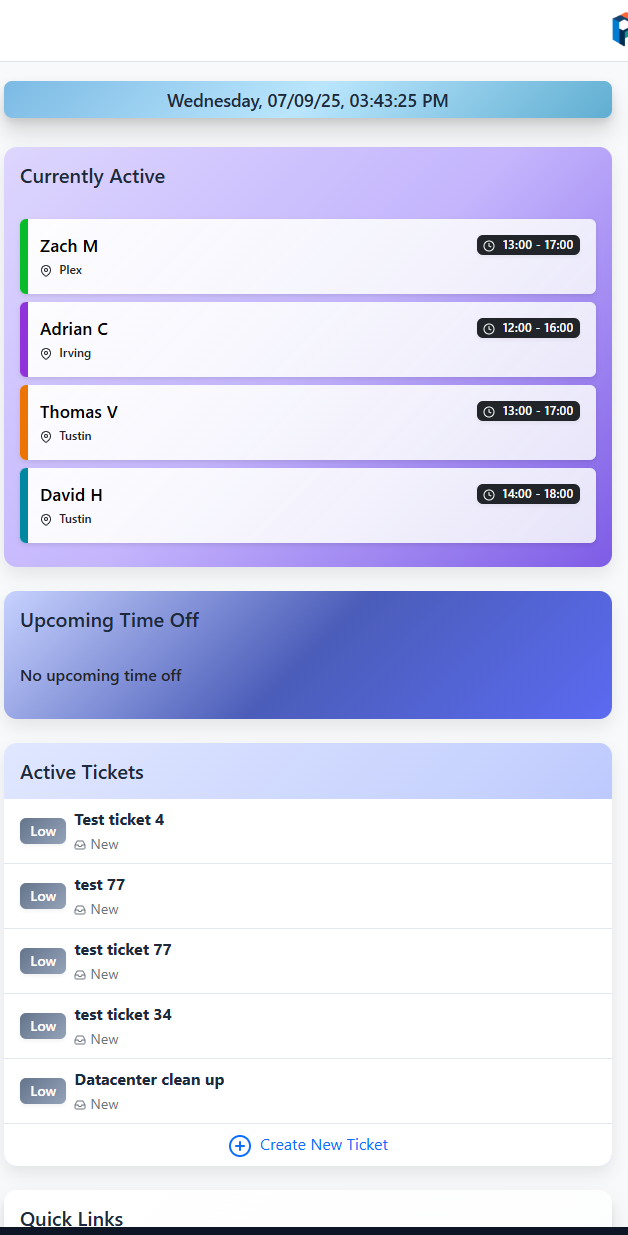 Wednesday, 07/09/25, 03:43:25 PM
Currently Active
Zach M
13:00 - 17:00
Plex
Adrian C
12:00 - 16:00
Irving
Thomas V
13:00 - 17:00
Tustin
David H
14:00 - 18:00
Tustin
Upcoming Time Off
No upcoming time off
Active Tickets
Low
Test ticket 4
New
Low
test 77
New
Low
test ticket 77
New
Low
test ticket 34
New
Low
Datacenter clean up
New
Create New Ticket
Quick Links